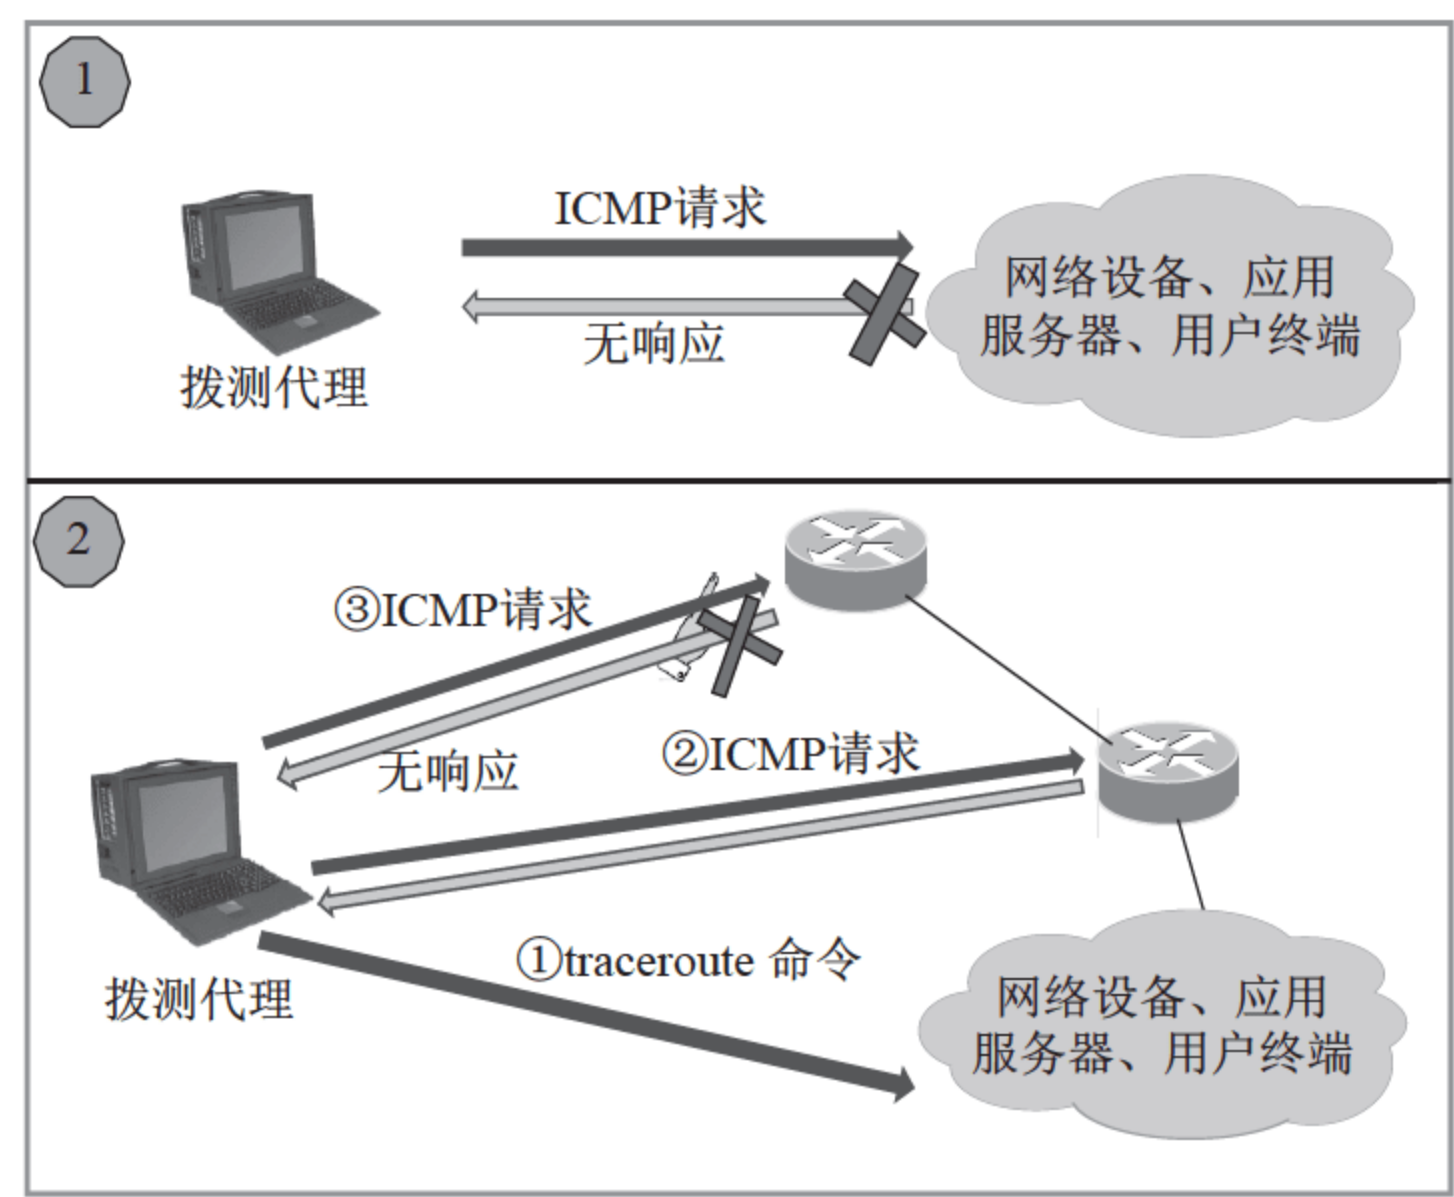 1
ICMP请求
无响应
拨测代理
网络设备、应用
服务器、用户终端
2
③ICMP请求
无响应
②ICMP请求
①traceroute 命令
拨测代理
网络设备、应用
服务器、用户终端